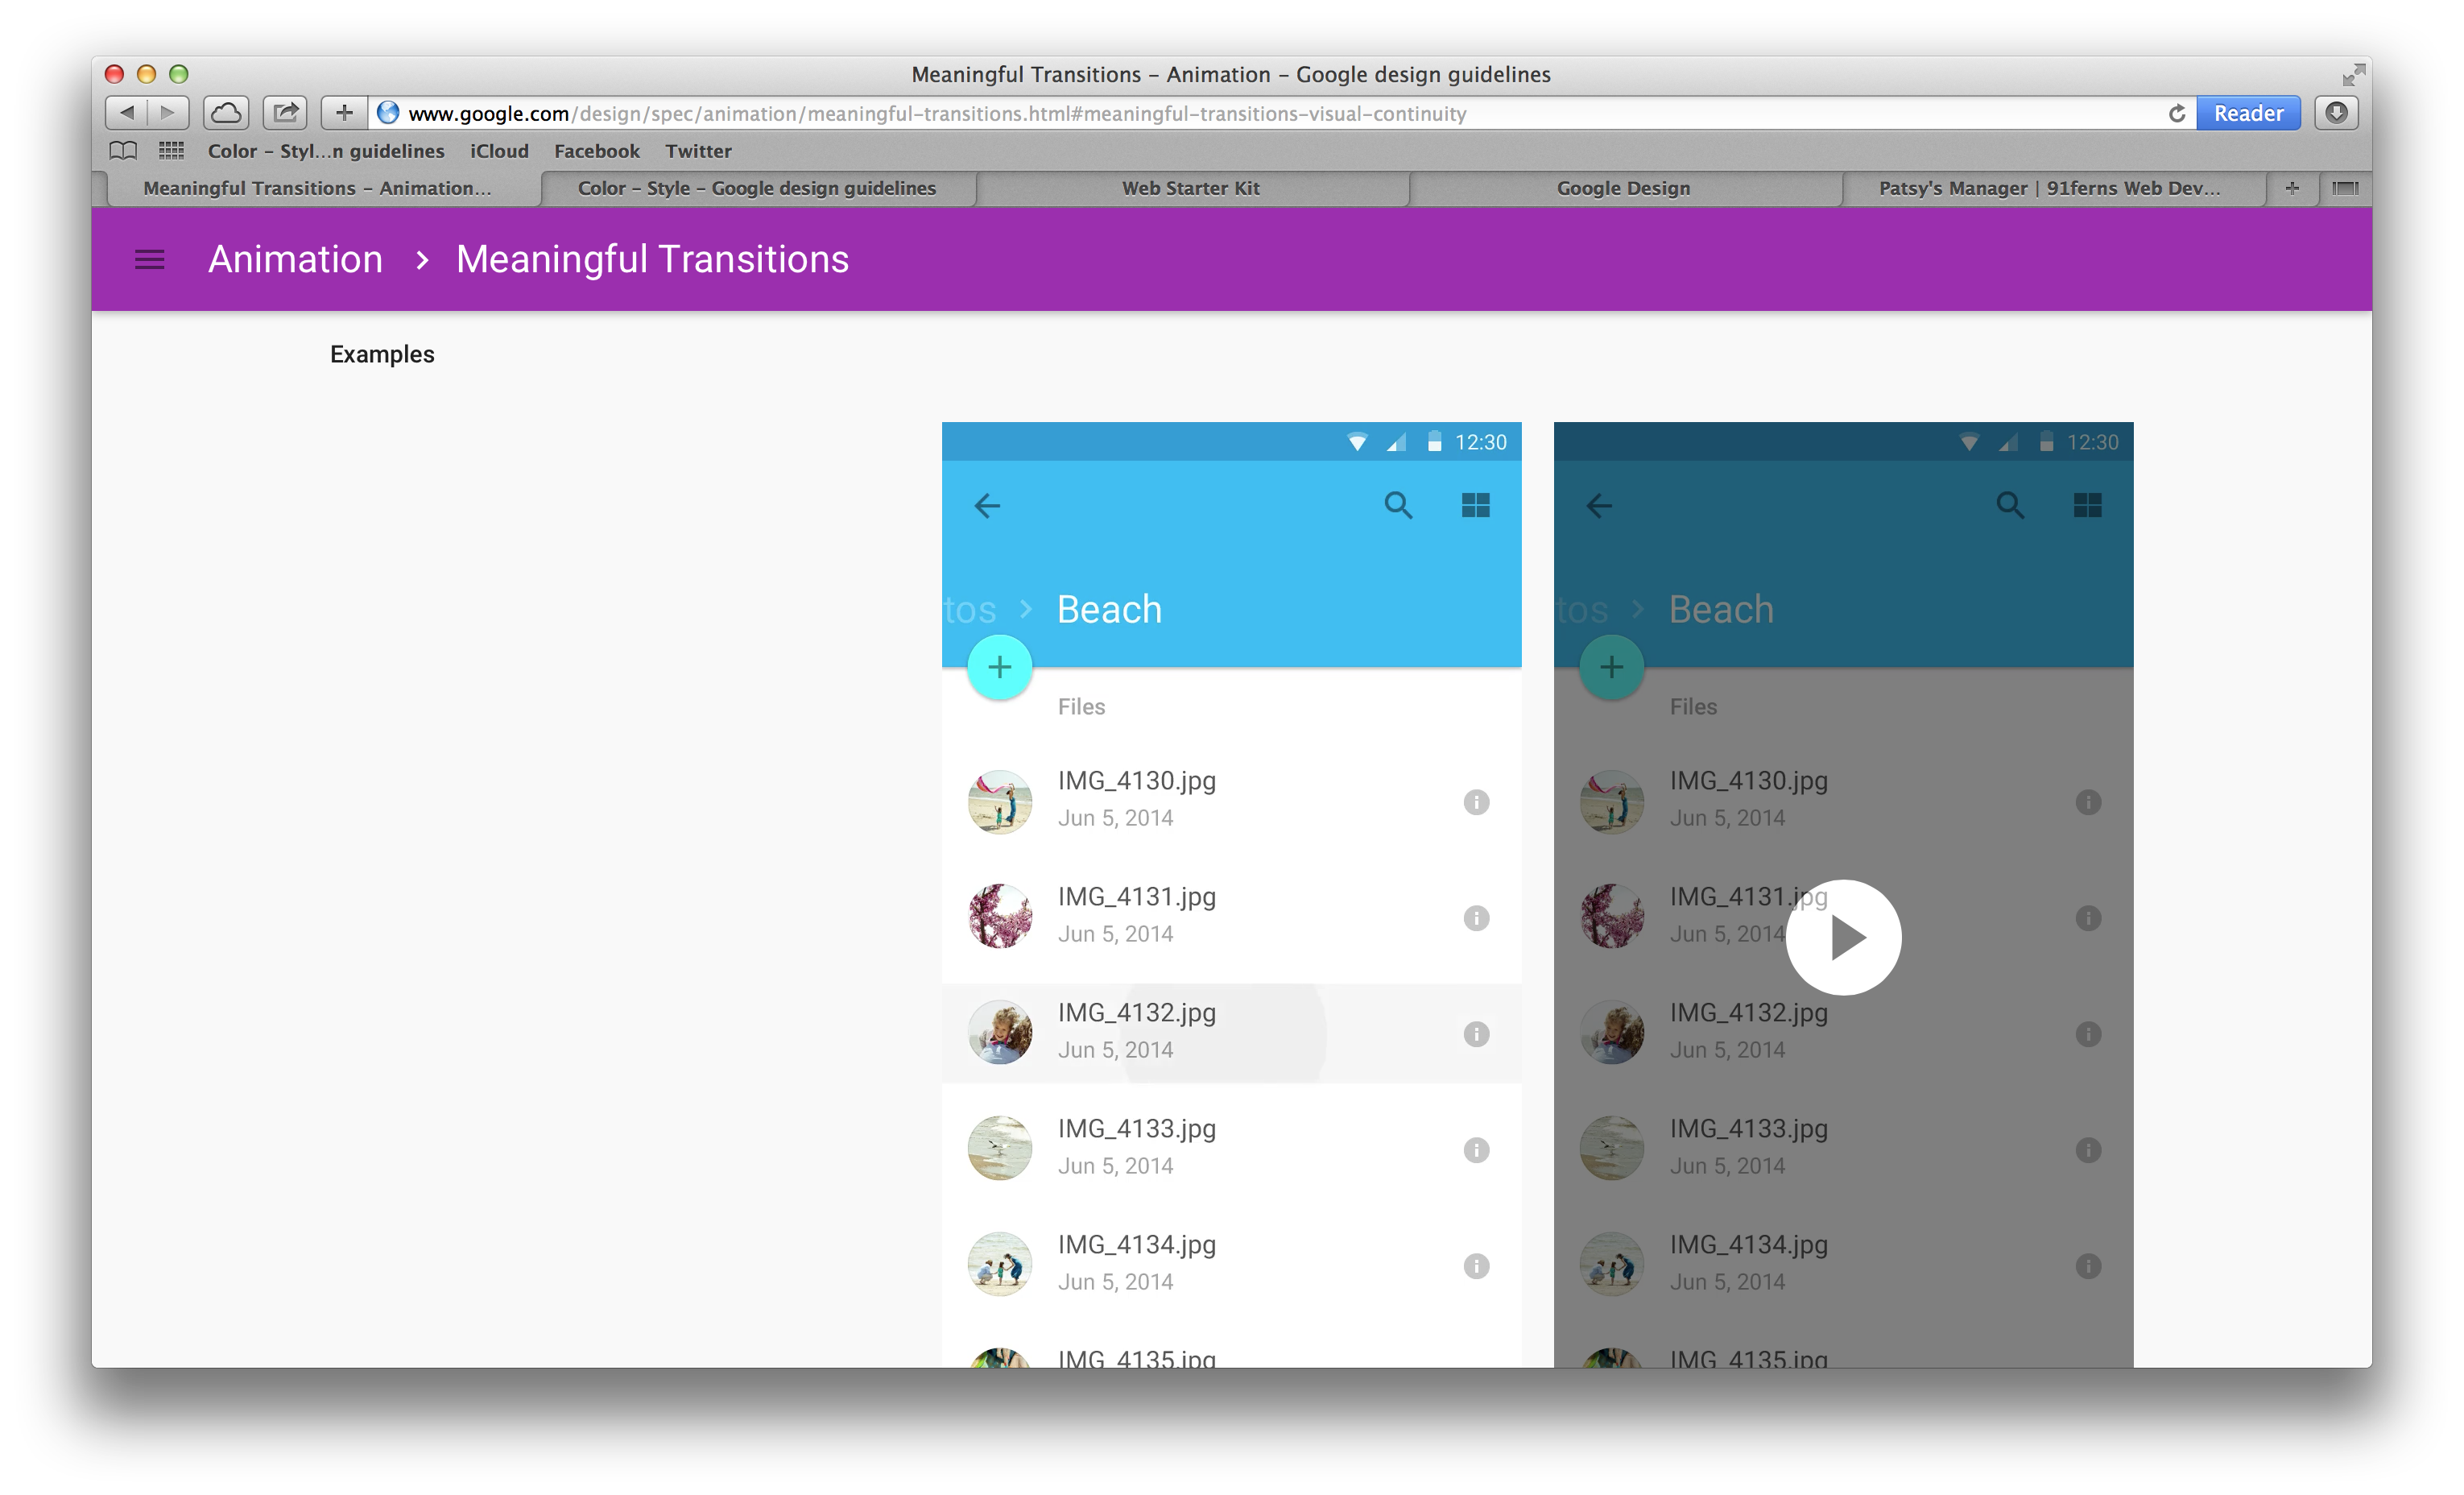 Meaningful Transitions – Animation – Google design guidelines
www.google.com/design/spec/animation/meaningful-transitions.html#meaningful-transitions-visual-continuity
Reader
Color – Styl...n guidelines iCloud Facebook Twitter
Meaningful Transitions – Animation... Color – Style – Google design guidelines Web Starter Kit Google Design Patsy's Manager | 91ferns Web Dev...
Animation > Meaningful Transitions
Examples
12:30
tos > Beach
Files
IMG_4130.jpg
Jun 5, 2014
IMG_4131.jpg
Jun 5, 2014
IMG_4132.jpg
Jun 5, 2014
IMG_4133.jpg
Jun 5, 2014
IMG_4134.jpg
Jun 5, 2014
IMG_4135.jpg
12:30
tos > Beach
Files
IMG_4130.jpg
Jun 5, 2014
IMG_4131.jpg
Jun 5, 2014
IMG_4132.jpg
Jun 5, 2014
IMG_4133.jpg
Jun 5, 2014
IMG_4134.jpg
Jun 5, 2014
IMG_4135.jpg